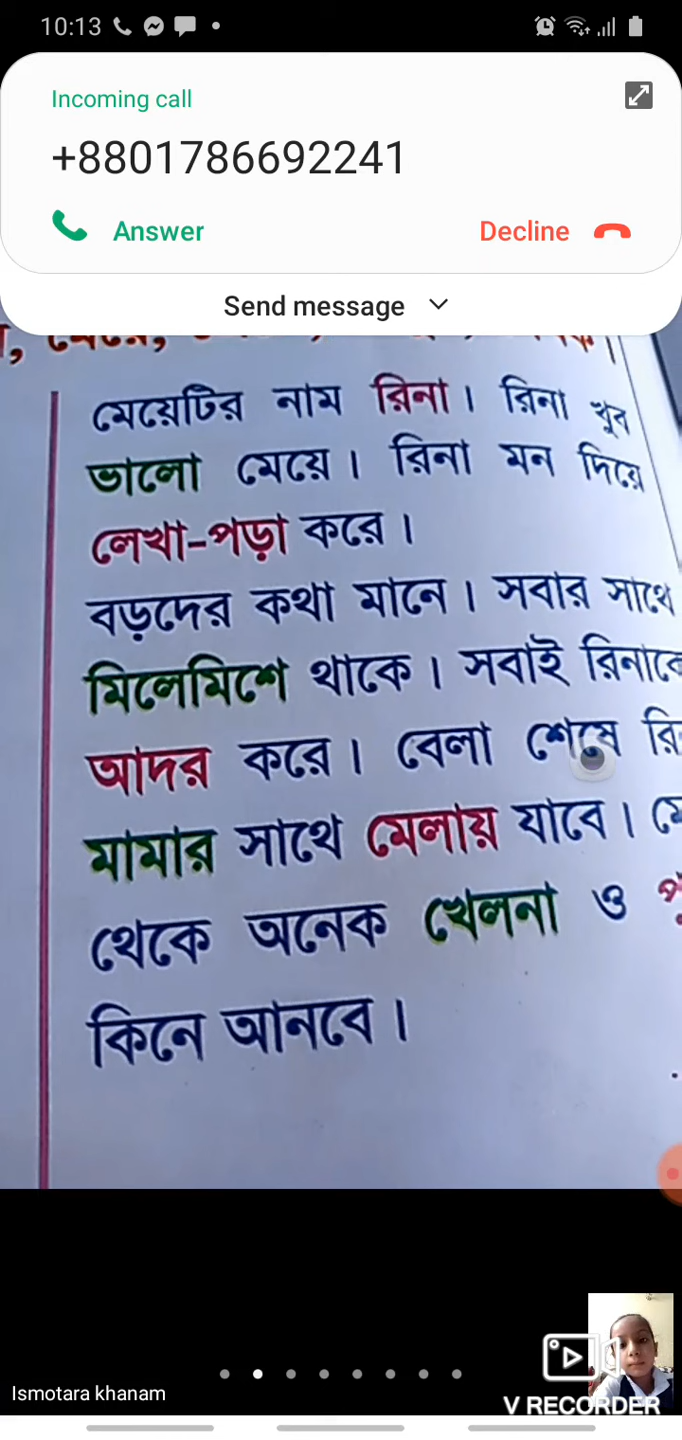 10:13
Incoming call
+8801786692241
Answer Decline
Send message
মেয়েটির নাম রিনা। রিনা খুব
ভালো মেয়ে। রিনা মন দিয়ে
লেখা-পড়া করে।
বড়দের কথা মানে। সবার সাথে
মিলেমিশে থাকে। সবাই রিনাকে
আদর করে। বেলা শেষে রি
মামার সাথে মেলায় যাবে। মে
থেকে অনেক খেলনা ও
কিনে আনবে।
Ismotara khanam
V RECORDER